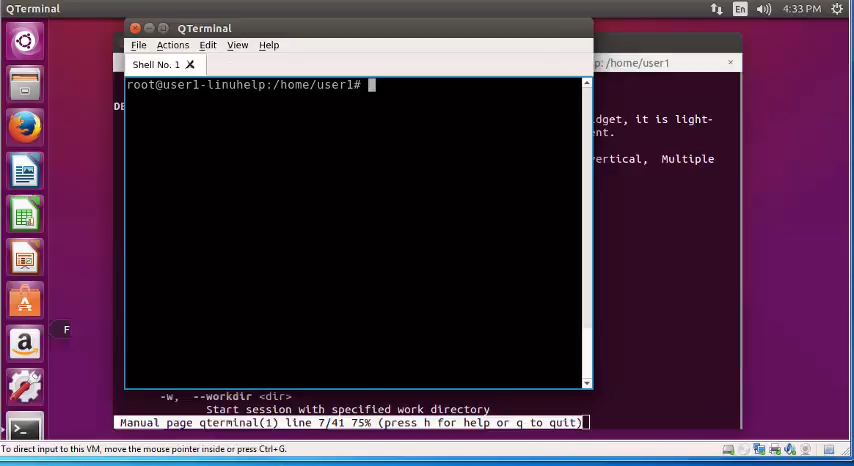 QTerminal
En
4:33 PM
QTerminal
File Actions Edit View Help
Shell No. 1
/home/user1
root@user1-linuhelp:/home/user1#
DE
dget, it is light-
ent.
ertical, Multiple
F
-w, --workdir <dir>
Start session with specified work directory
Manual page qterminal(1) line 7/41 75% (press h for help or q to quit)
To direct input to this VM, move the mouse pointer inside or press Ctrl+G.